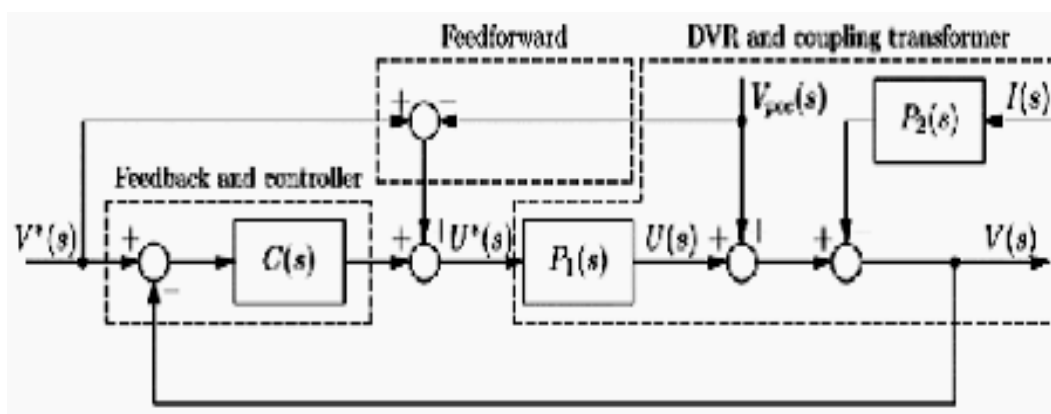 Feedforward
DVR and coupling transformer
+ −
V_pcc(s)
P₂(s)
I(s)
Feedback and controller
V*(s)
+
−
C(s)
+
U*(s)
P₁(s)
U(s)
+
+
−
V(s)